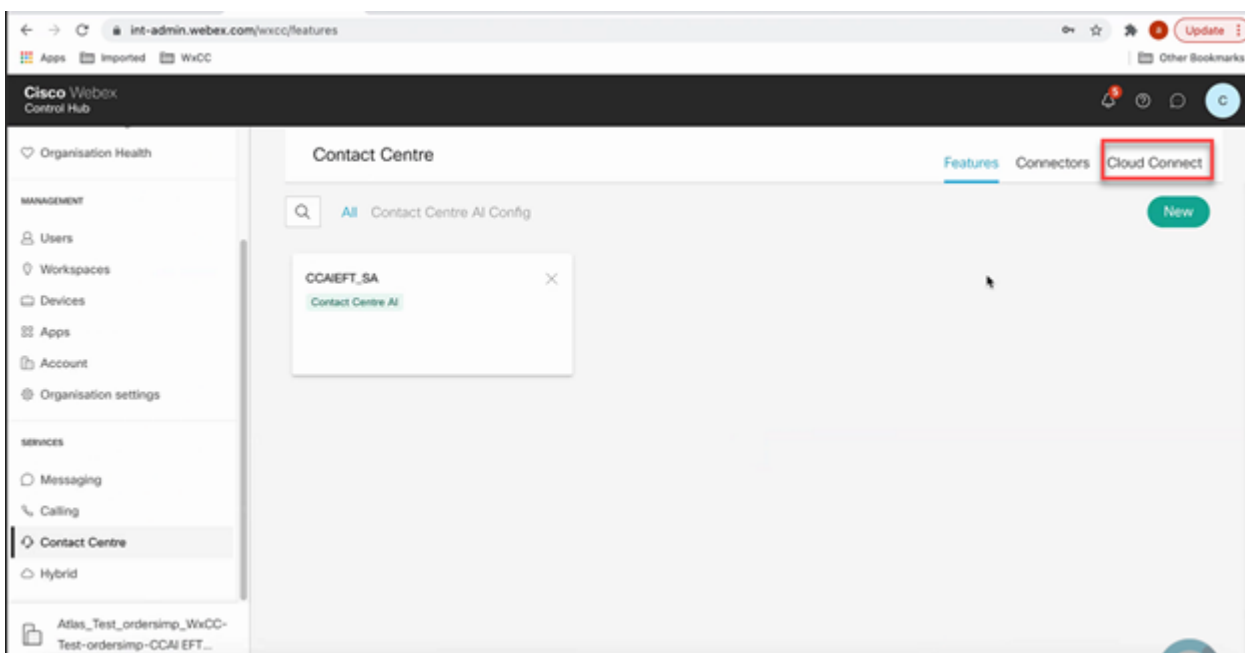 int-admin.webex.com/wxcc/features
Update
Apps Imported WxCC
Other Bookmarks
Cisco Webex
Control Hub
5
C
Organisation Health
Contact Centre
Features Connectors Cloud Connect
MANAGEMENT
All Contact Centre AI Config
New
Users
Workspaces
Devices
Apps
Account
Organisation settings
CCAIEFT_SA
Contact Centre AI
SERVICES
Messaging
Calling
Contact Centre
Hybrid
Atlas_Test_ordersimp_WxCC-
Test-ordersimp-CCAI EFT...